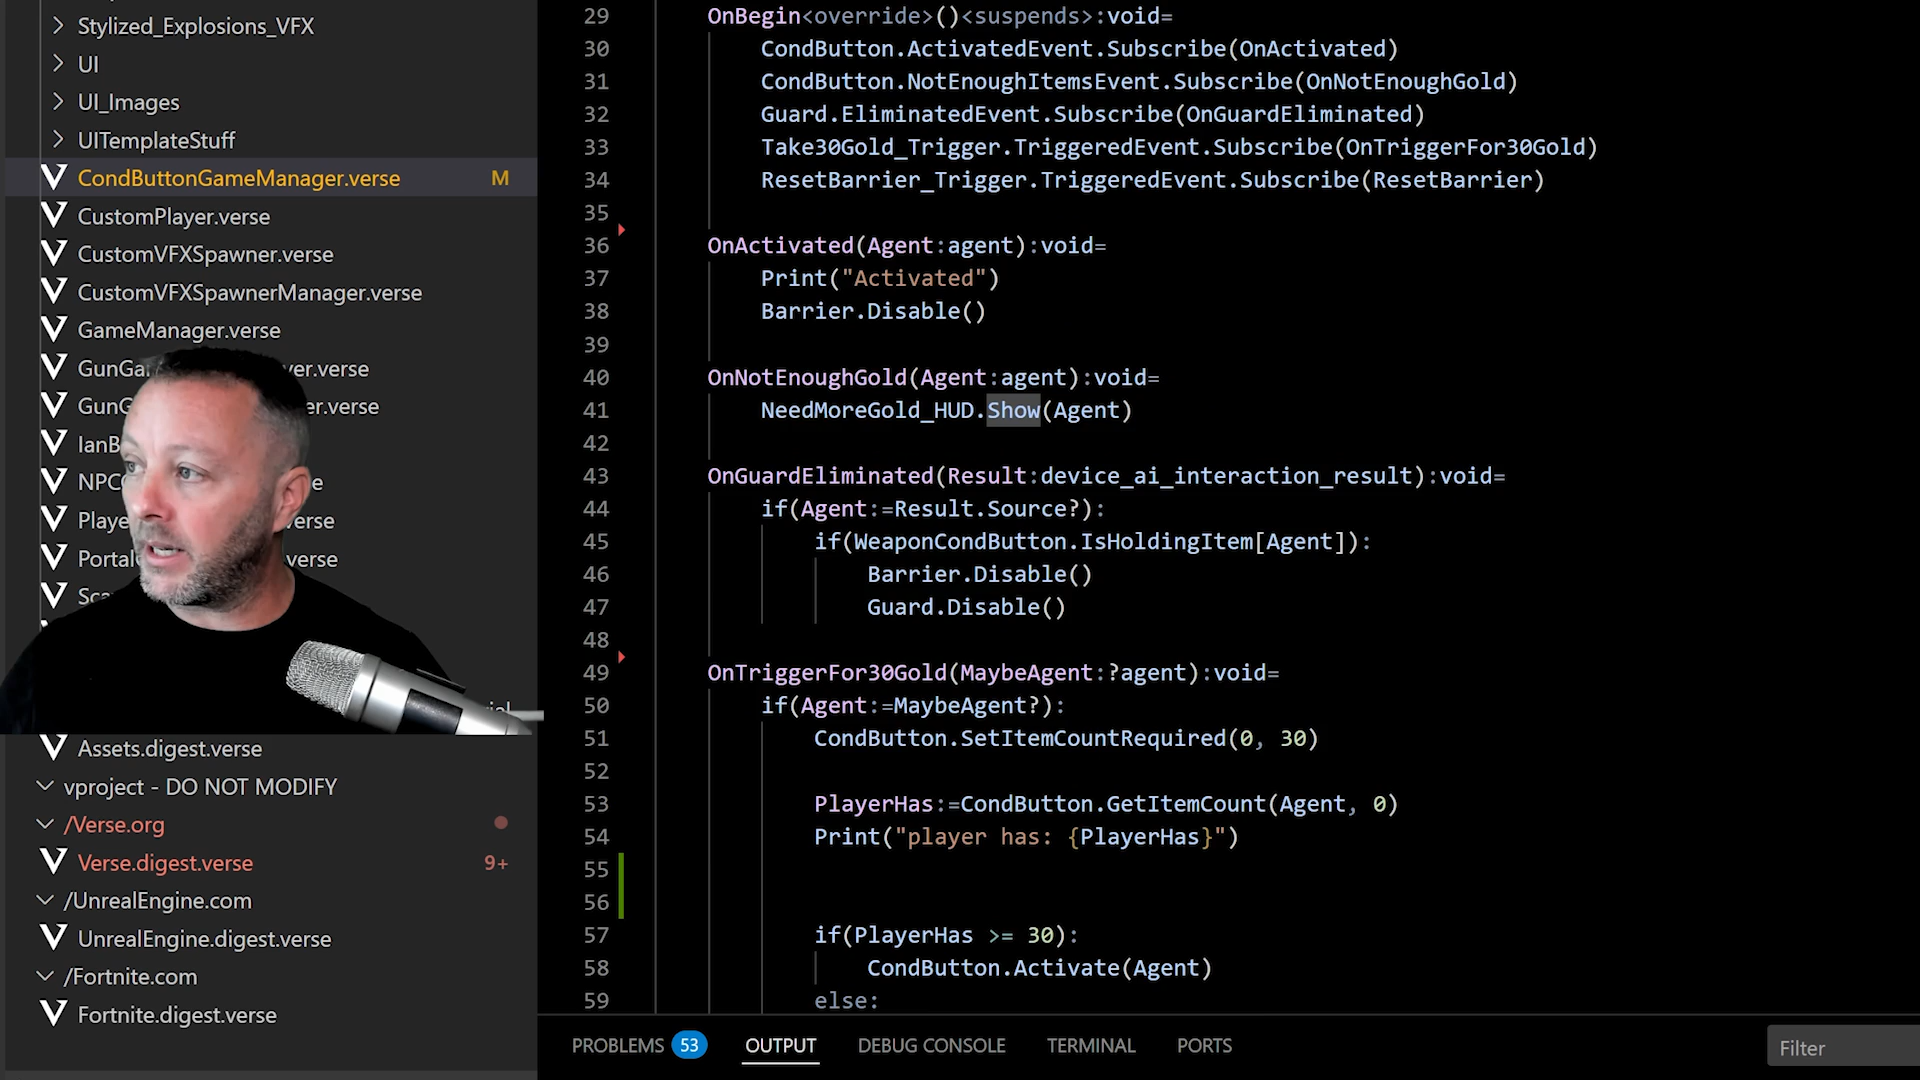 Stylized_Explosions_VFX
UI
UI_Images
UITemplateStuff
CondButtonGameManager.verse M
CustomPlayer.verse
CustomVFXSpawner.verse
CustomVFXSpawnerManager.verse
GameManager.verse
Assets.digest.verse
vproject - DO NOT MODIFY
/Verse.org
Verse.digest.verse 9+
/UnrealEngine.com
UnrealEngine.digest.verse
/Fortnite.com
Fortnite.digest.verse
29 OnBegin<override>()<suspends>:void=
30 CondButton.ActivatedEvent.Subscribe(OnActivated)
31 CondButton.NotEnoughItemsEvent.Subscribe(OnNotEnoughGold)
32 Guard.EliminatedEvent.Subscribe(OnGuardEliminated)
33 Take30Gold_Trigger.TriggeredEvent.Subscribe(OnTriggerFor30Gold)
34 ResetBarrier_Trigger.TriggeredEvent.Subscribe(ResetBarrier)
35
36 OnActivated(Agent:agent):void=
37 Print("Activated")
38 Barrier.Disable()
39
40 OnNotEnoughGold(Agent:agent):void=
41 NeedMoreGold_HUD.Show(Agent)
42
43 OnGuardEliminated(Result:device_ai_interaction_result):void=
44 if(Agent:=Result.Source?):
45 if(WeaponCondButton.IsHoldingItem[Agent]):
46 Barrier.Disable()
47 Guard.Disable()
48
49 OnTriggerFor30Gold(MaybeAgent:?agent):void=
50 if(Agent:=MaybeAgent?):
51 CondButton.SetItemCountRequired(0, 30)
52
53 PlayerHas:=CondButton.GetItemCount(Agent, 0)
54 Print("player has: {PlayerHas}")
55
56
57 if(PlayerHas >= 30):
58 CondButton.Activate(Agent)
59 else:
PROBLEMS 53 OUTPUT DEBUG CONSOLE TERMINAL PORTS Filter